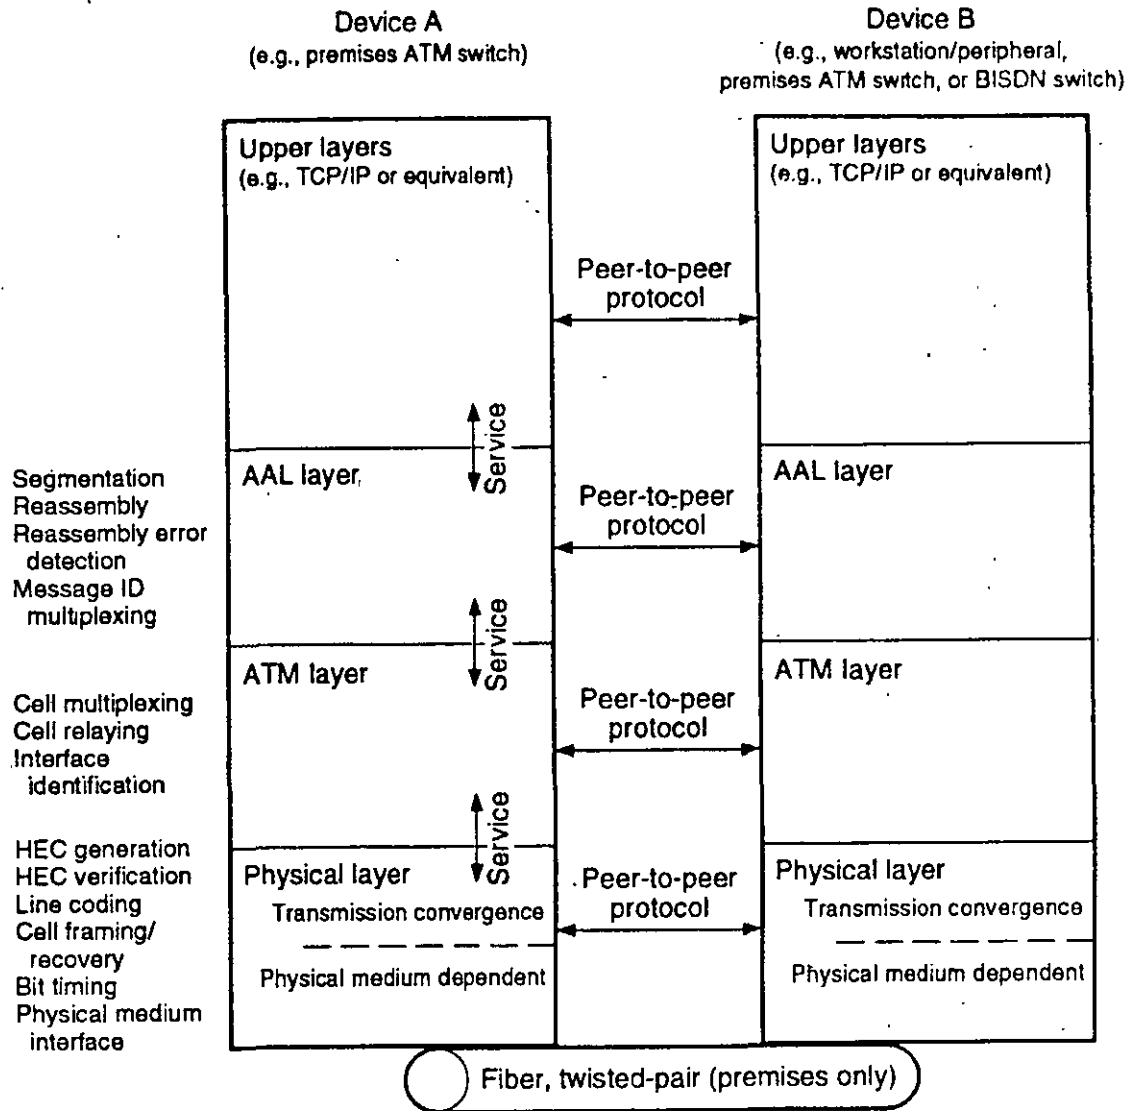 Device A
(e.g., premises ATM switch)
Device B
(e.g., workstation/peripheral,
premises ATM switch, or BISDN switch)
Upper layers
(e.g., TCP/IP or equivalent)
Upper layers
(e.g., TCP/IP or equivalent)
Peer-to-peer
protocol
Service
Segmentation
Reassembly
Reassembly error
detection
Message ID
multiplexing
AAL layer
Peer-to-peer
protocol
AAL layer
Service
Cell multiplexing
Cell relaying
Interface
identification
ATM layer
Peer-to-peer
protocol
ATM layer
Service
HEC generation
HEC verification
Line coding
Cell framing/
recovery
Bit timing
Physical medium
interface
Physical layer
Transmission convergence
Physical medium dependent
Peer-to-peer
protocol
Physical layer
Transmission convergence
Physical medium dependent
Fiber, twisted-pair (premises only)